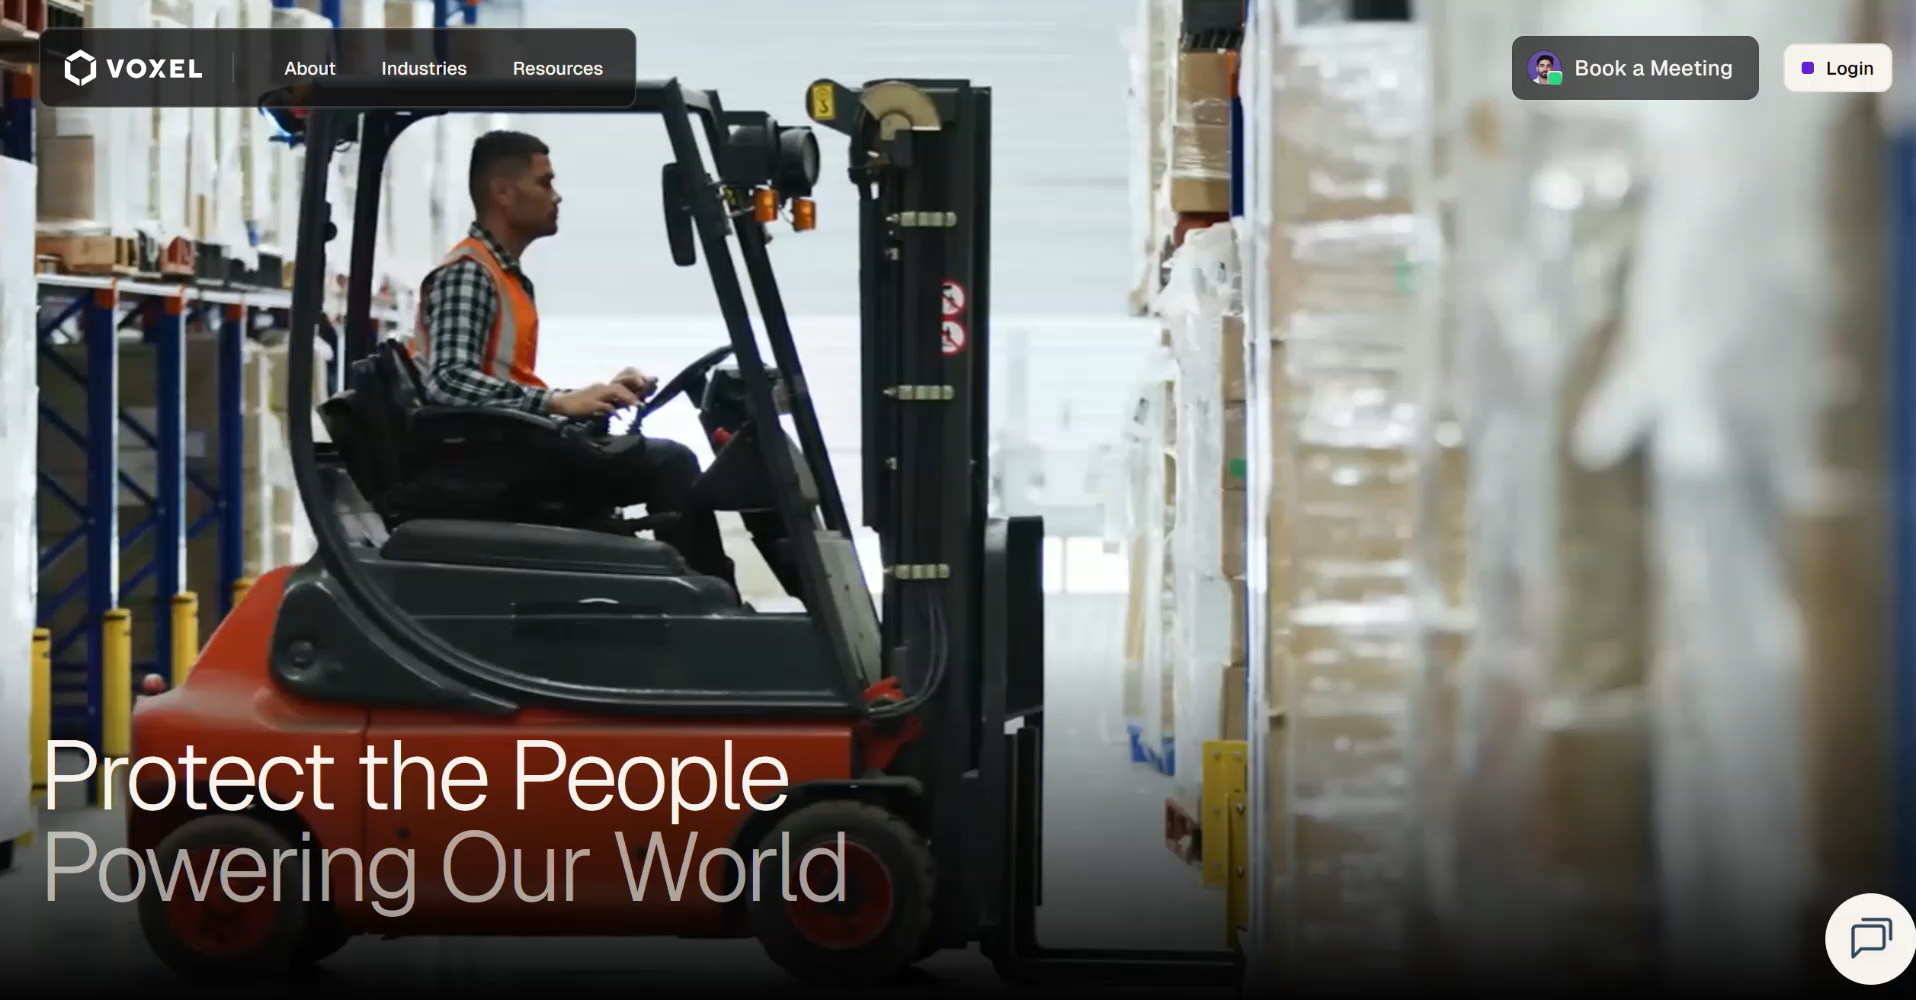 VOXEL
About
Industries
Resources
Book a Meeting
Login
Protect the People
Powering Our World